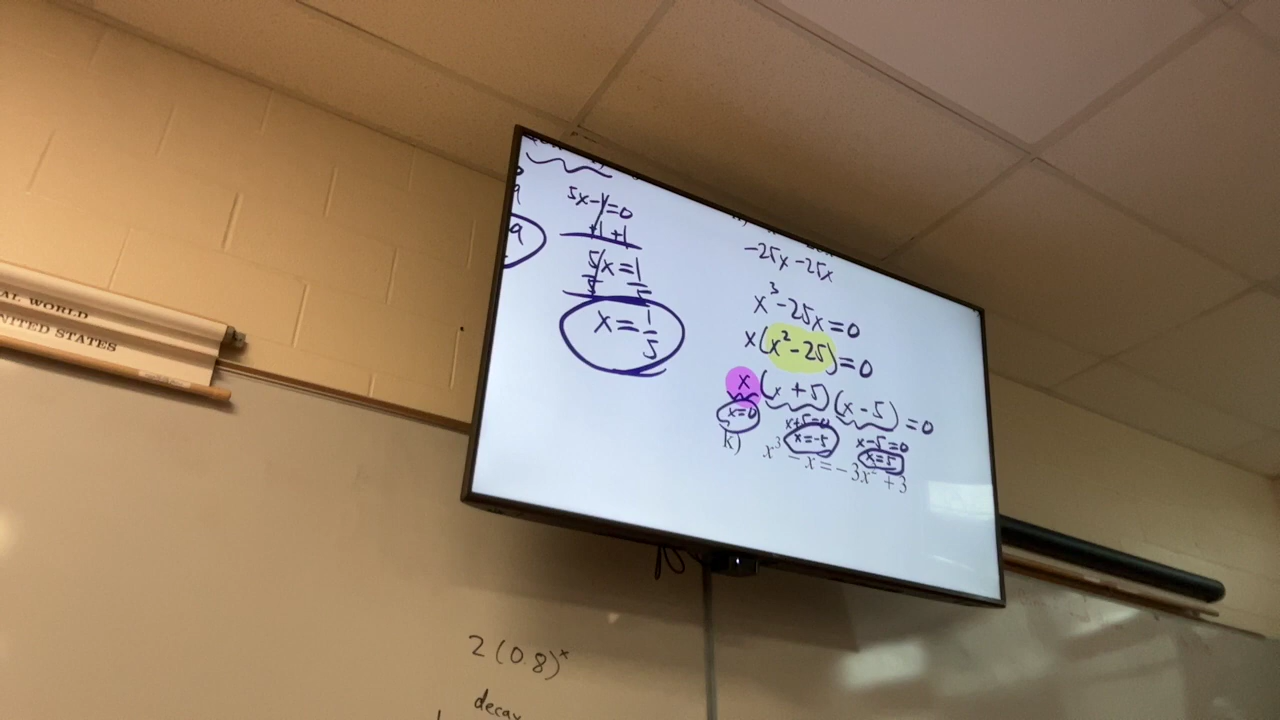 AL WORLD
NITED STATES
9
5x-1=0
+1 +1
5x=1
5 5
x=1/5
-25x -25x
x³-25x=0
x(x²-25)=0
x(x+5)(x-5)=0
x=0
x+5=0
x-5=0
x=-5
x=5
k) x³ - x = -3x² + 3
2(0.8)ˣ
decay